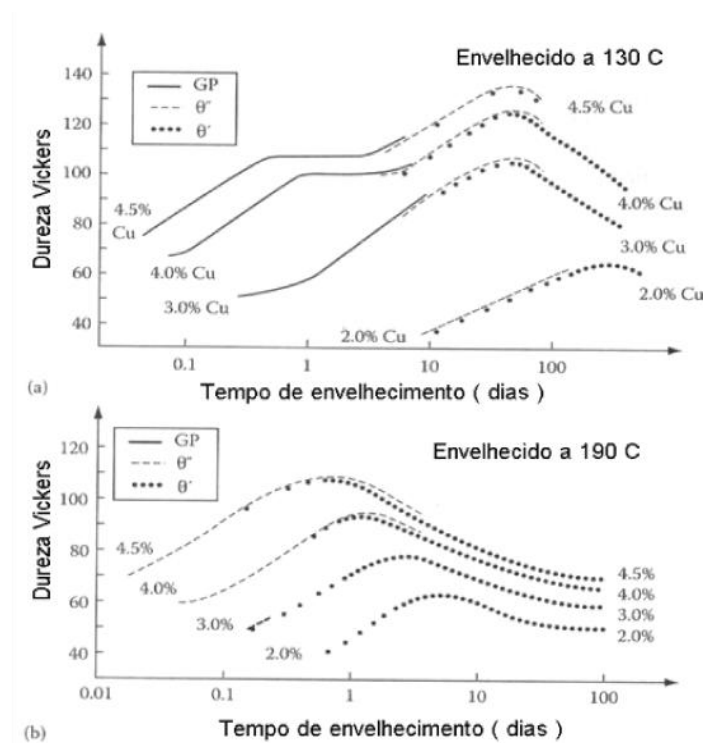 Envelhecido a 130 C
140
120
100
80
60
40
GP
θ″
θ′
Dureza Vickers
4.5%
Cu
4.0% Cu
3.0% Cu
2.0% Cu
4.5% Cu
4.0% Cu
3.0% Cu
2.0% Cu
0.1
1
10
100
(a)
Tempo de envelhecimento ( dias )
Envelhecido a 190 C
120
100
80
60
40
GP
θ″
θ′
Dureza Vickers
4.5%
4.0%
3.0%
2.0%
4.5%
4.0%
3.0%
2.0%
0.01
0.1
1
10
100
(b)
Tempo de envelhecimento ( dias )